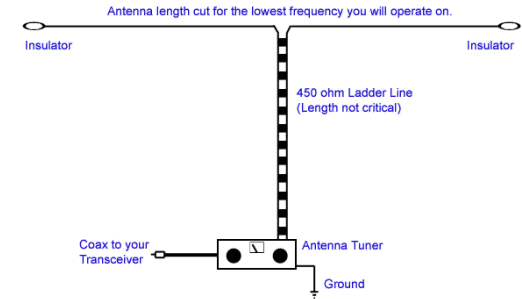 Antenna length cut for the lowest frequency you will operate on.
Insulator
Insulator
450 ohm Ladder Line
(Length not critical)
Coax to your
Transceiver
Antenna Tuner
Ground